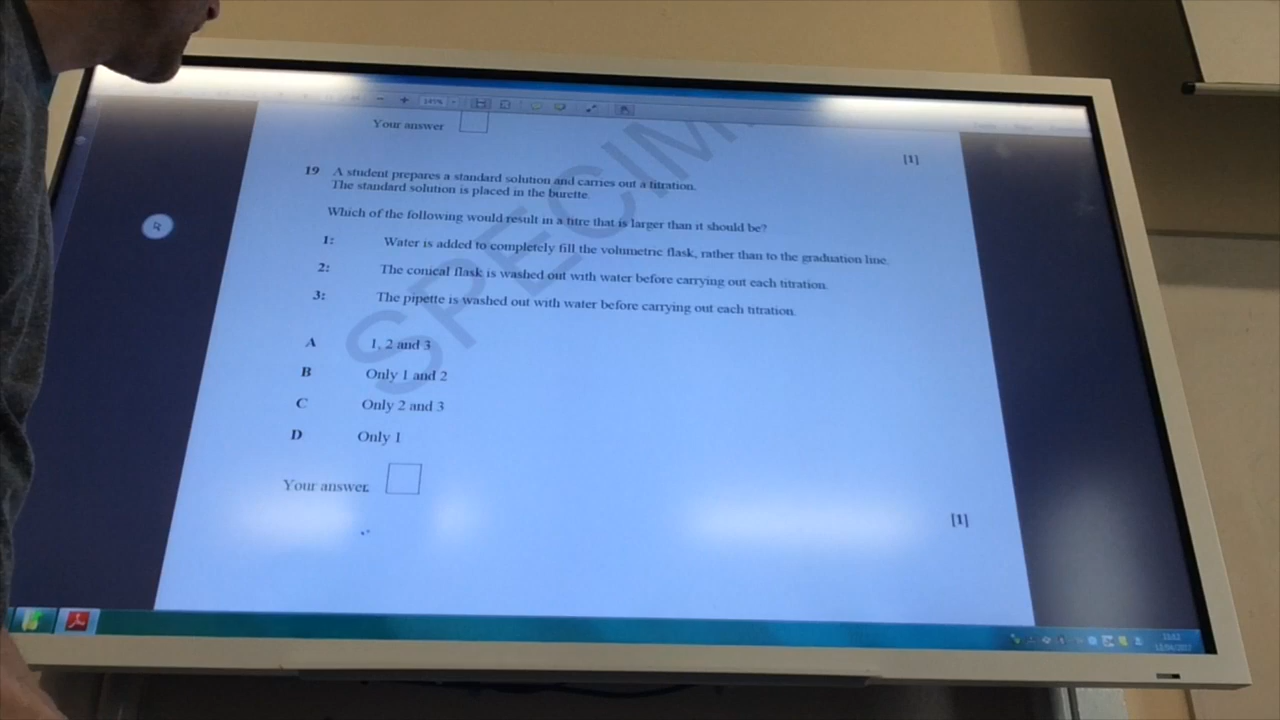 145%
Your answer
[1]
19 A student prepares a standard solution and carries out a titration.
The standard solution is placed in the burette.
Which of the following would result in a titre that is larger than it should be?
1: Water is added to completely fill the volumetric flask, rather than to the graduation line.
2: The conical flask is washed out with water before carrying out each titration.
3: The pipette is washed out with water before carrying out each titration.
A 1, 2 and 3
B Only 1 and 2
C Only 2 and 3
D Only 1
Your answer
[1]
SPECIM